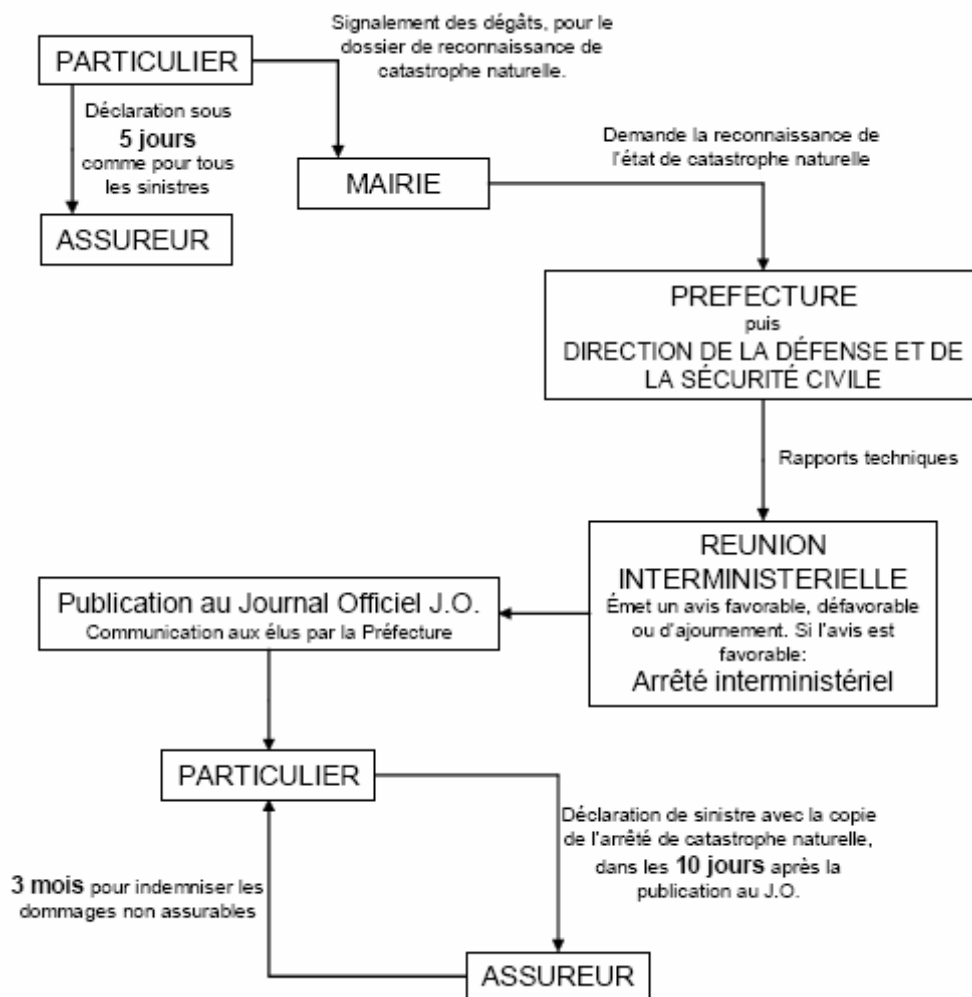 Signalement des dégâts, pour le
dossier de reconnaissance de
catastrophe naturelle.
PARTICULIER
Déclaration sous
5 jours
comme pour tous
les sinistres
Demande la reconnaissance de
l'état de catastrophe naturelle
MAIRIE
ASSUREUR
PREFECTURE
puis
DIRECTION DE LA DÉFENSE ET DE
LA SÉCURITÉ CIVILE
Rapports techniques
REUNION
INTERMINISTERIELLE
Émet un avis favorable, défavorable
ou d'ajournement. Si l'avis est
favorable:
Arrêté interministériel
Publication au Journal Officiel J.O.
Communication aux élus par la Préfecture
PARTICULIER
Déclaration de sinistre avec la copie
de l'arrêté de catastrophe naturelle,
dans les 10 jours après la
publication au J.O.
3 mois pour indemniser les
dommages non assurables
ASSUREUR